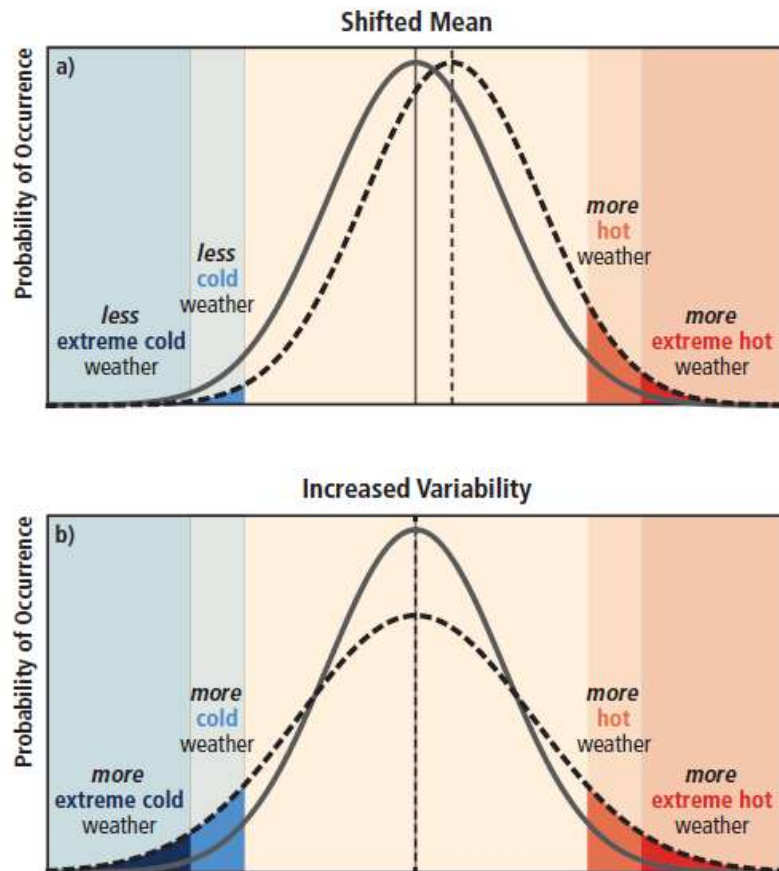 Shifted Mean
a)
Probability of Occurrence
less
extreme cold
weather
less
cold
weather
more
hot
weather
more
extreme hot
weather
Increased Variability
b)
Probability of Occurrence
more
extreme cold
weather
more
cold
weather
more
hot
weather
more
extreme hot
weather